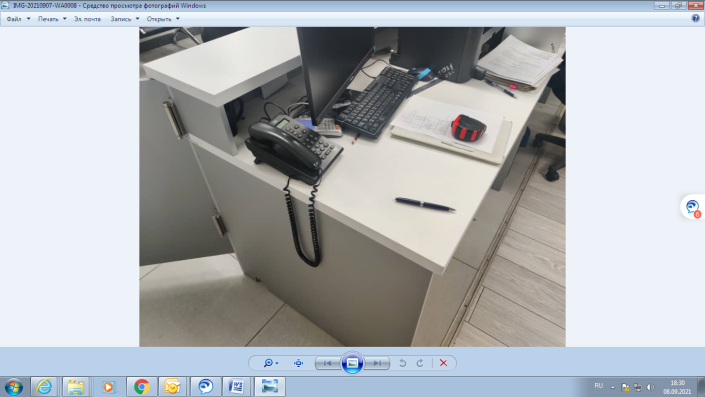 IMG-20210907-WA0008 - Средство просмотра фотографий Windows
Файл Печать Эл. почта Запись Открыть
6
RU
18:30
08.09.2021